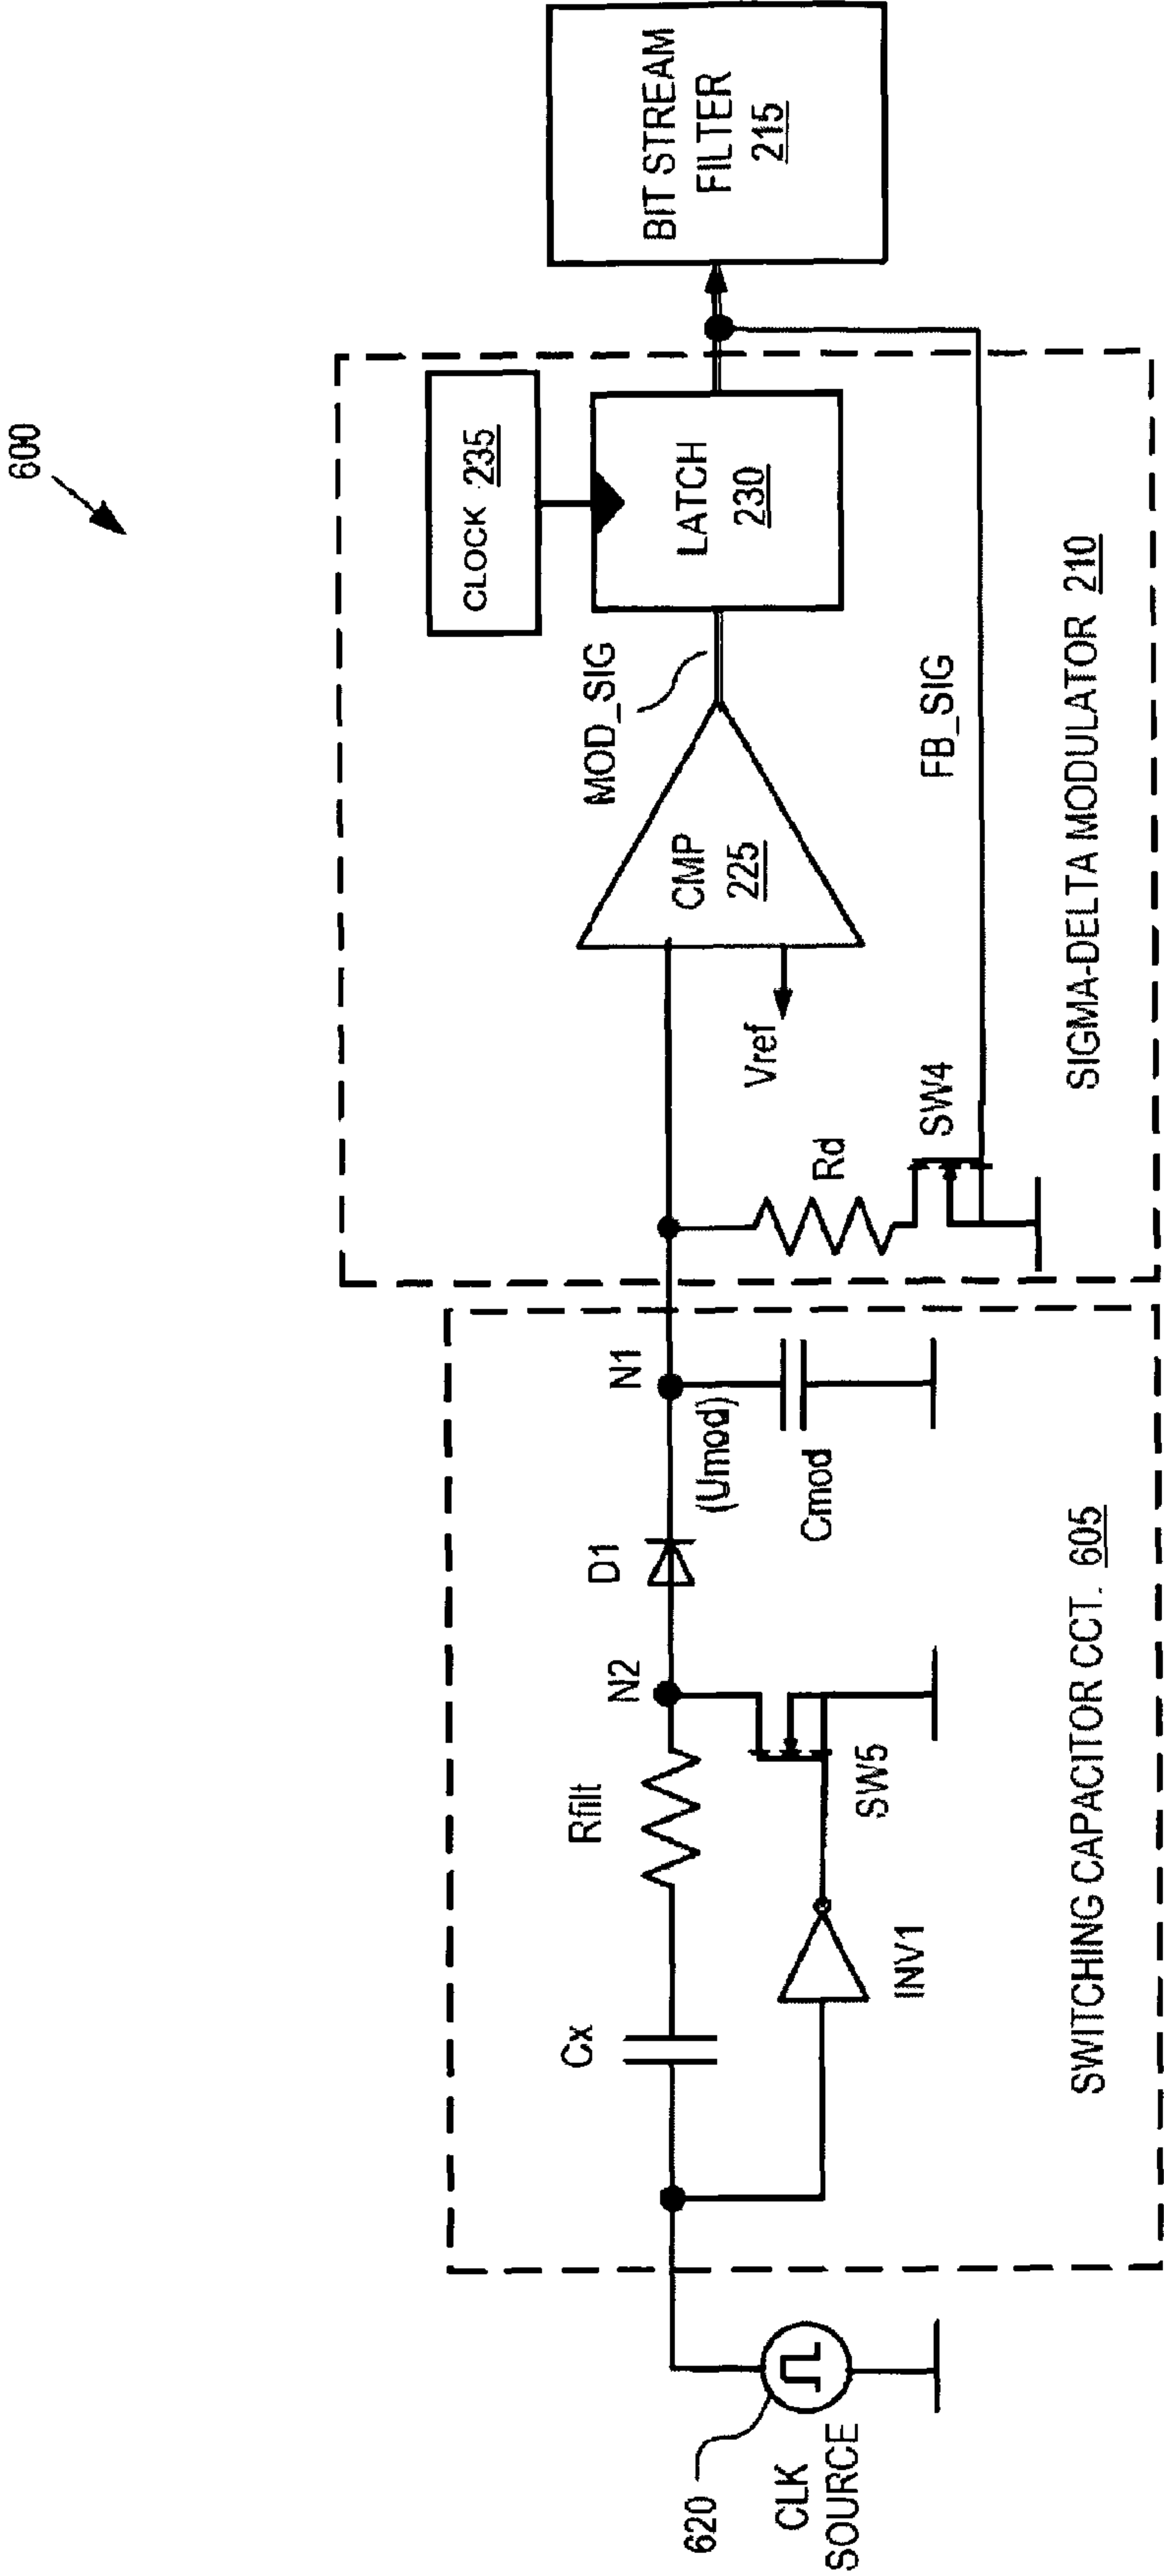 600
CLK
SOURCE
620
Cx
Rfilt
N2
D1
N1
(Umod)
Cmod
INV1
SW5
SWITCHING CAPACITOR CCT. 605
Rd
SW4
Vref
CMP
225
MOD_SIG
CLOCK 235
LATCH
230
FB_SIG
SIGMA-DELTA MODULATOR 210
BIT STREAM
FILTER
215